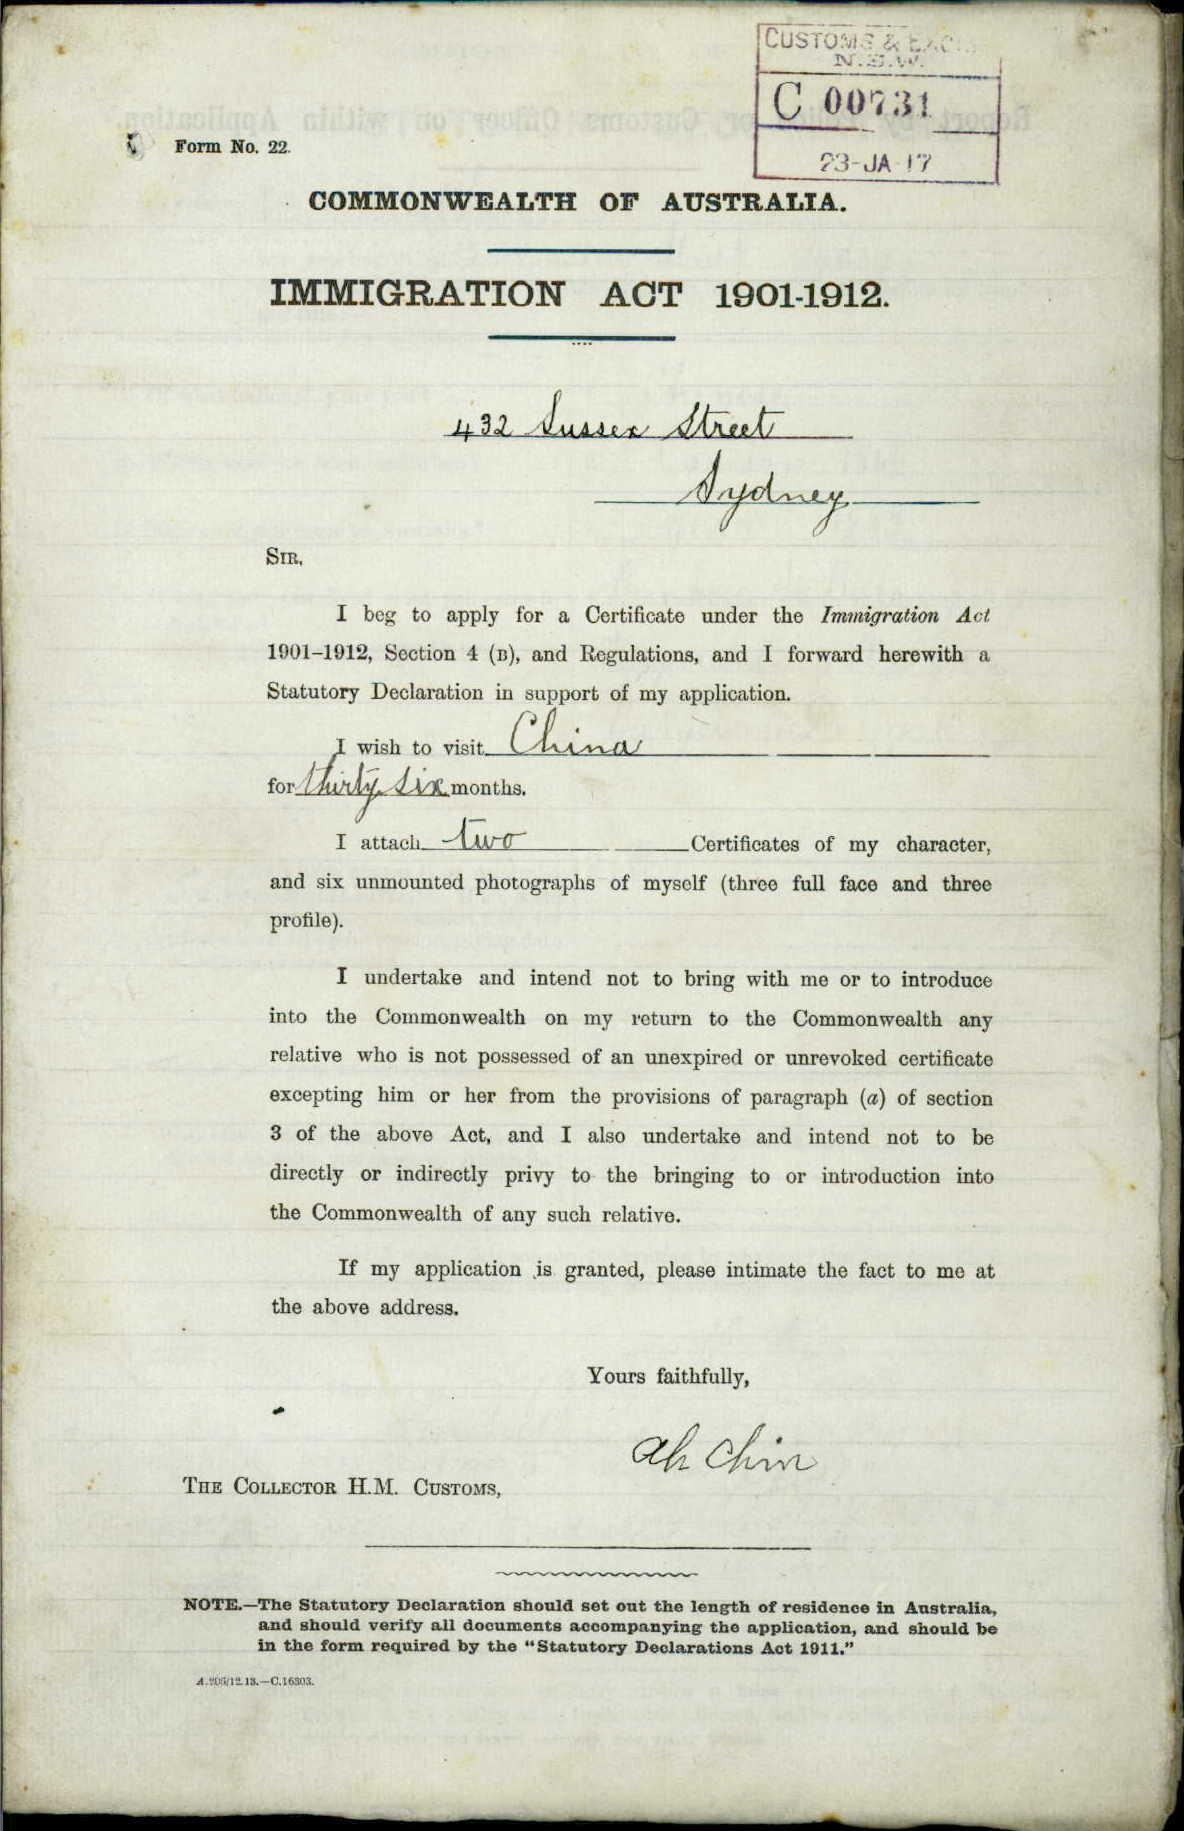 CUSTOMS & EXC
N.S.W.
C 00731
23-JA-17
Form No. 22.
COMMONWEALTH OF AUSTRALIA.
IMMIGRATION ACT 1901-1912.
432 Sussex Street
Sydney
SIR,
I beg to apply for a Certificate under the Immigration Act
1901–1912, Section 4 (B), and Regulations, and I forward herewith a
Statutory Declaration in support of my application.
I wish to visit China
for thirty six months.
I attach two Certificates of my character,
and six unmounted photographs of myself (three full face and three
profile).
I undertake and intend not to bring with me or to introduce
into the Commonwealth on my return to the Commonwealth any
relative who is not possessed of an unexpired or unrevoked certificate
excepting him or her from the provisions of paragraph (a) of section
3 of the above Act, and I also undertake and intend not to be
directly or indirectly privy to the bringing to or introduction into
the Commonwealth of any such relative.
If my application is granted, please intimate the fact to me at
the above address.
Yours faithfully,
Ah Chin
THE COLLECTOR H.M. CUSTOMS,
NOTE.—The Statutory Declaration should set out the length of residence in Australia,
and should verify all documents accompanying the application, and should be
in the form required by the "Statutory Declarations Act 1911."
12.13.—C.16303.